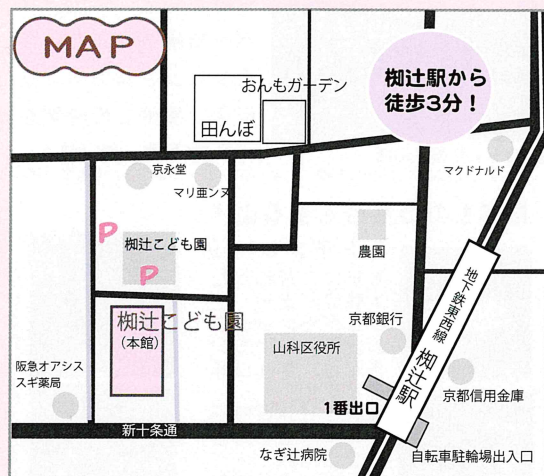 MAP
椥辻駅から
徒歩3分!
おんもガーデン
田んぼ
京永堂
マリ亜ンヌ
マクドナルド
P
椥辻こども園
P
農園
地下鉄東西線
椥辻駅
椥辻こども園
(本館)
京都銀行
山科区役所
阪急オアシス
スギ薬局
1番出口
京都信用金庫
新十条通
なぎ辻病院
自転車駐輪場出入口